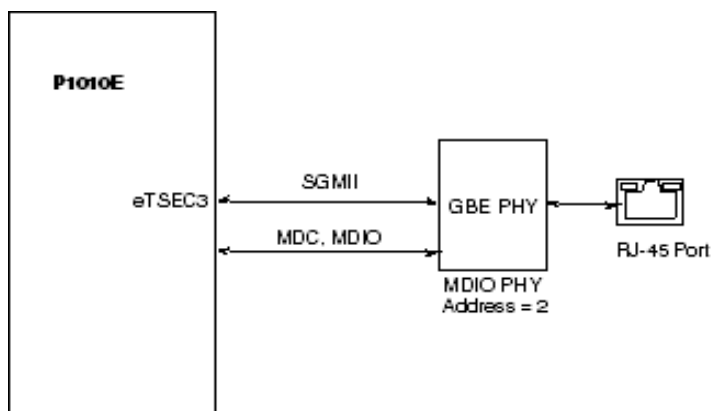 P1010E
eTSEC3
SGMII
MDC, MDIO
GBE PHY
MDIO PHY
Address = 2
RJ-45 Port